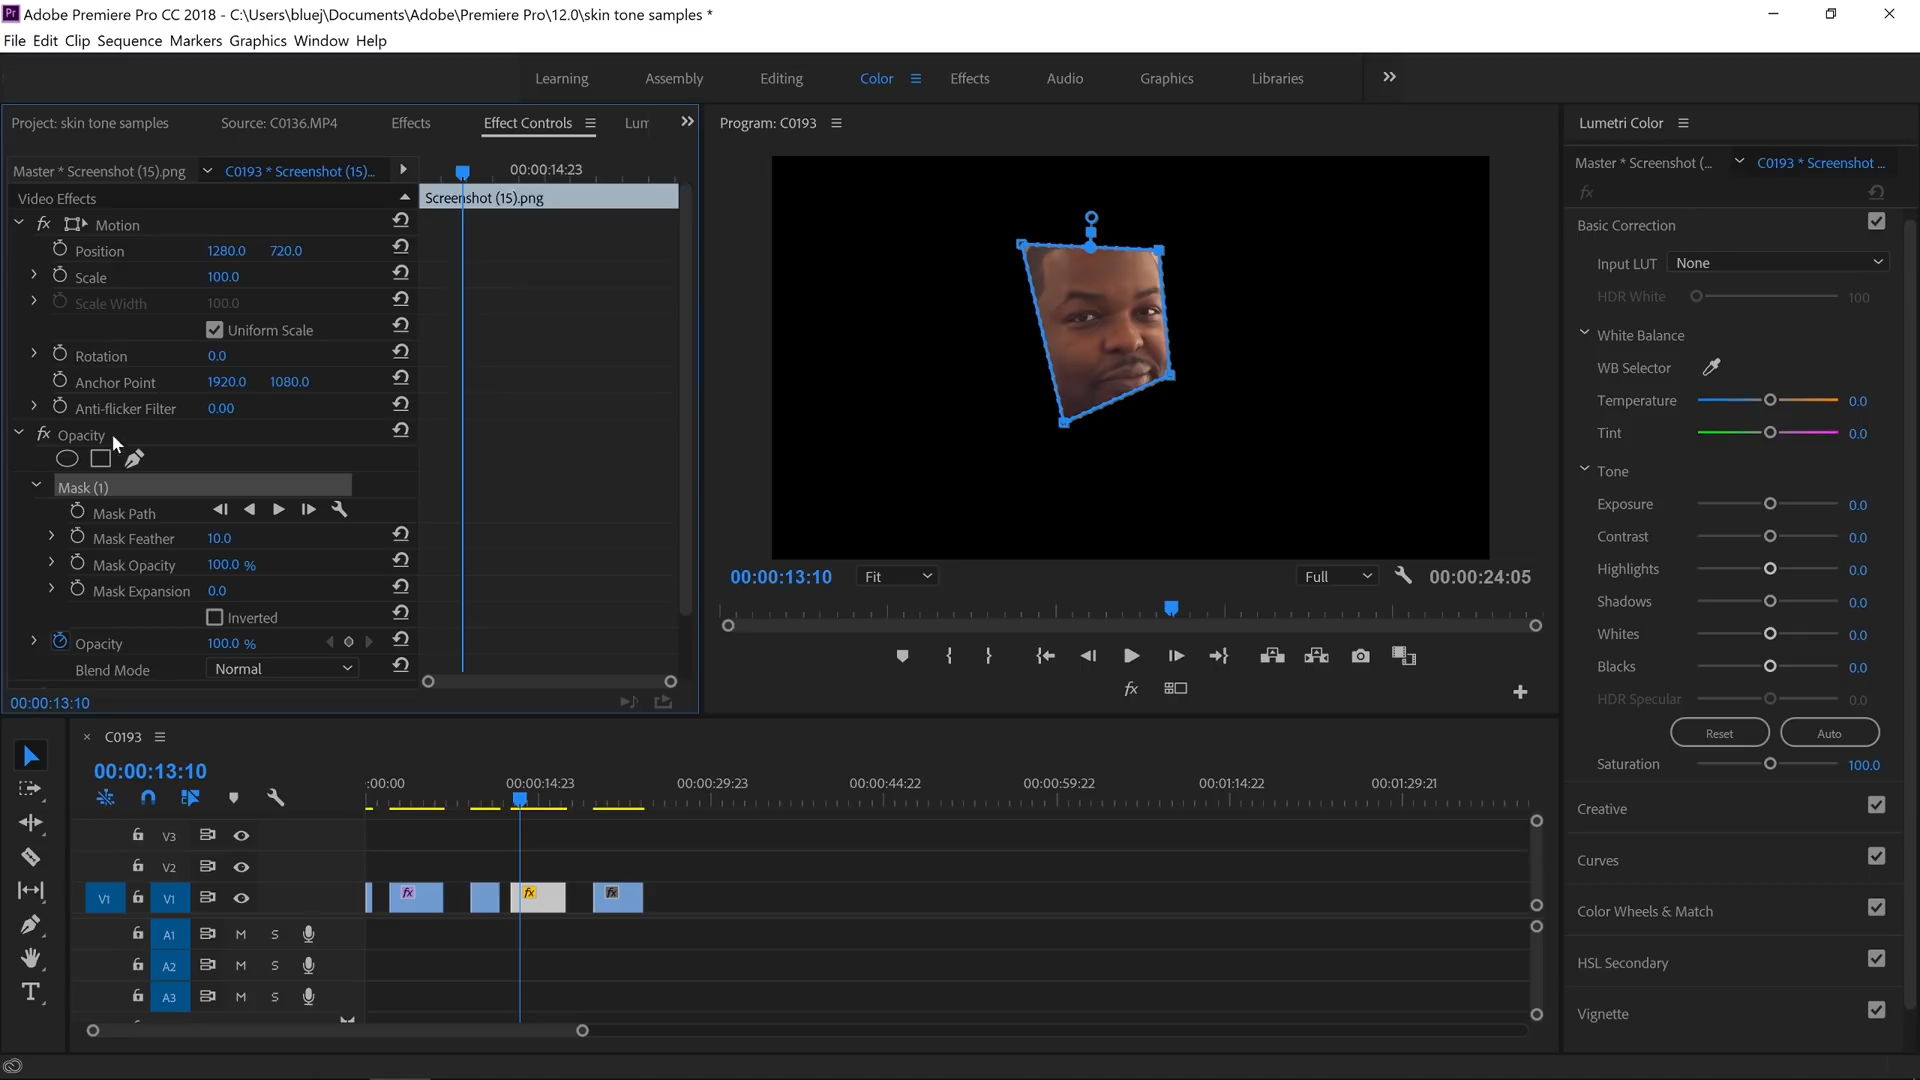 Pr Adobe Premiere Pro CC 2018 - C:\Users\bluej\Documents\Adobe\Premiere Pro\12.0\skin tone samples *
File Edit Clip Sequence Markers Graphics Window Help
Learning Assembly Editing Color Effects Audio Graphics Libraries
Project: skin tone samples Source: C0136.MP4 Effects Effect Controls Lum
Program: C0193
Lumetri Color
Master * Screenshot (15).png C0193 * Screenshot (15)... 00:00:14:23
Master * Screenshot (... C0193 * Screenshot ...
fx
Video Effects Screenshot (15).png
fx Motion
Position 1280.0 720.0
Scale 100.0
Scale Width 100.0
Uniform Scale
Rotation 0.0
Anchor Point 1920.0 1080.0
Anti-flicker Filter 0.00
fx Opacity
Mask (1)
Mask Path
Mask Feather 10.0
Mask Opacity 100.0 %
Mask Expansion 0.0
Inverted
Opacity 100.0 %
Blend Mode Normal
00:00:13:10
00:00:13:10 Fit Full 00:00:24:05
fx
Basic Correction
Input LUT None
HDR White 100
White Balance
WB Selector
Temperature 0.0
Tint 0.0
Tone
Exposure 0.0
Contrast 0.0
Highlights 0.0
Shadows 0.0
Whites 0.0
Blacks 0.0
HDR Specular 0.0
Reset Auto
Saturation 100.0
Creative
Curves
Color Wheels & Match
HSL Secondary
Vignette
× C0193
00:00:13:10
:00:00 00:00:14:23 00:00:29:23 00:00:44:22 00:00:59:22 00:01:14:22 00:01:29:21
V3
V2
V1 V1 fx fx fx
A1 M S
A2 M S
A3 M S
T